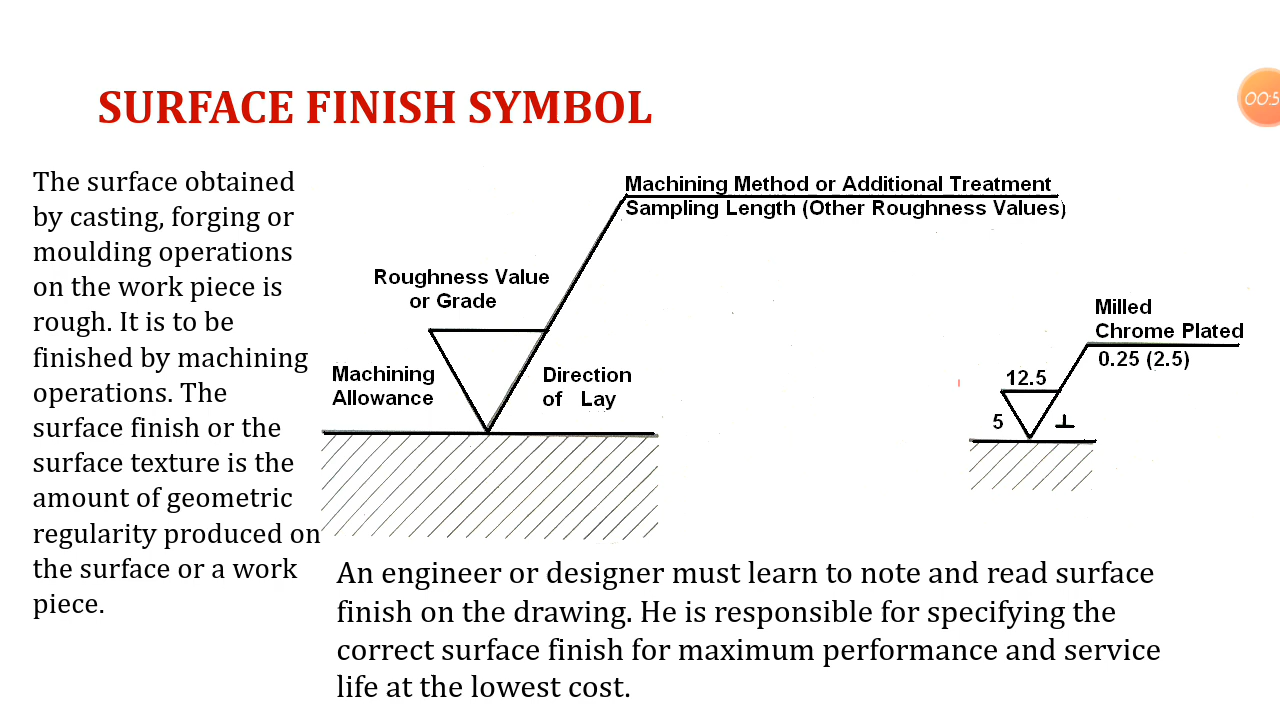 SURFACE FINISH SYMBOL
00:5
The surface obtained
by casting, forging or
moulding operations
on the work piece is
rough. It is to be
finished by machining
operations. The
surface finish or the
surface texture is the
amount of geometric
regularity produced on
the surface or a work
piece.
Machining Method or Additional Treatment
Sampling Length (Other Roughness Values)
Roughness Value
or Grade
Machining
Allowance
Direction
of Lay
Milled
Chrome Plated
0.25 (2.5)
12.5
5
⊥
An engineer or designer must learn to note and read surface
finish on the drawing. He is responsible for specifying the
correct surface finish for maximum performance and service
life at the lowest cost.